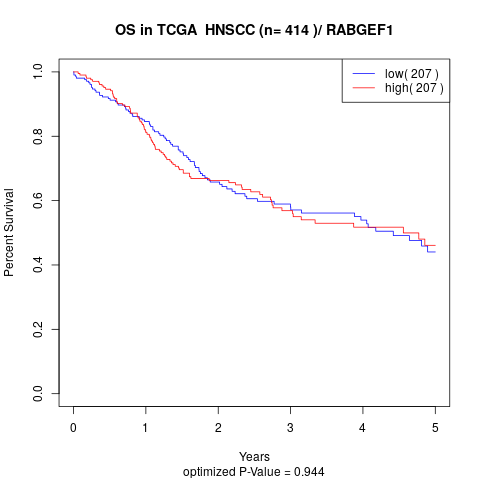 OS in TCGA  HNSCC (n= 414 )/ RABGEF1
low( 207 )
high( 207 )
Percent Survival
1.0
0.8
0.6
0.4
0.2
0.0
0 1 2 3 4 5
Years
optimized P-Value = 0.944